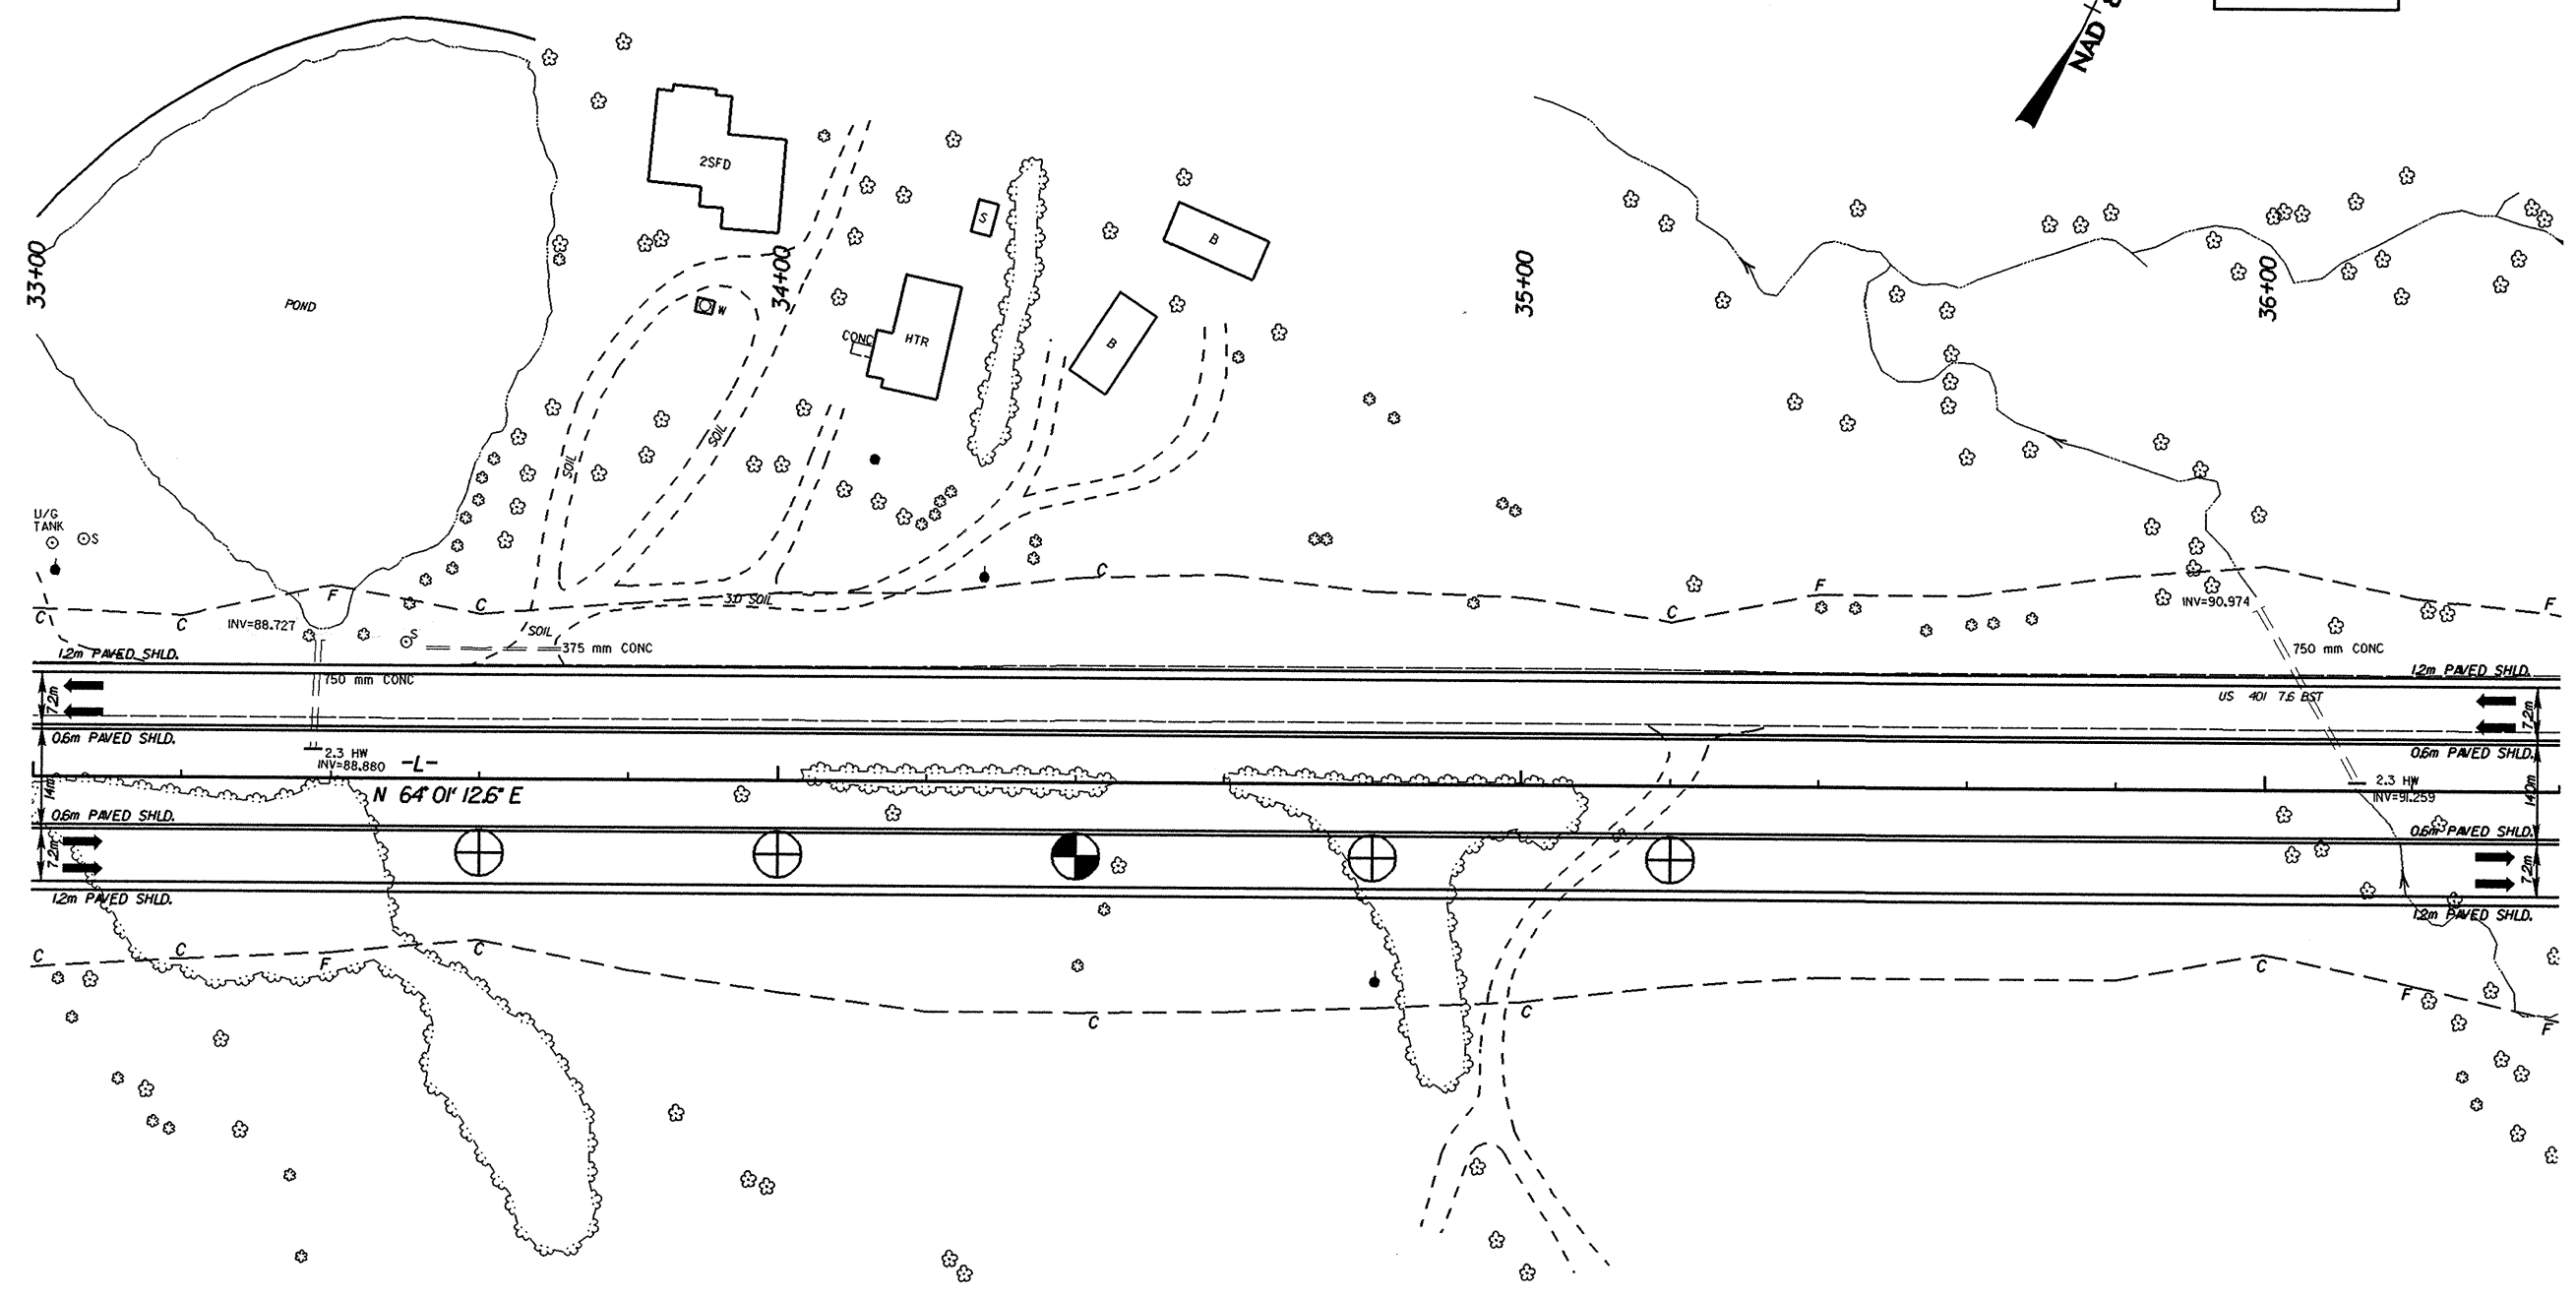 NAD
2SFD
S
B
33+00
34+00
35+00
36+00
POND
W
CONC
HTR
B
SOIL
SOIL
U/G
TANK
S
C
C
F
C
C
C
F
F
3.0 SOIL
INV=88.727
S
SOIL
INV=90.974
1.2m PAVED SHLD.
375 mm CONC
750 mm CONC
1.2m PAVED SHLD.
750 mm CONC
US 401 7.6 BST
7.2m
7.2m
0.6m PAVED SHLD.
0.6m PAVED SHLD.
2.3 HW
INV=88.880
-L-
2.3 HW
INV=91.259
14m
14.0m
N 64° 01' 12.6" E
0.6m PAVED SHLD.
0.6m PAVED SHLD.
7.2m
7.2m
1.2m PAVED SHLD.
1.2m PAVED SHLD.
C
C
F
C
C
C
C
F
F